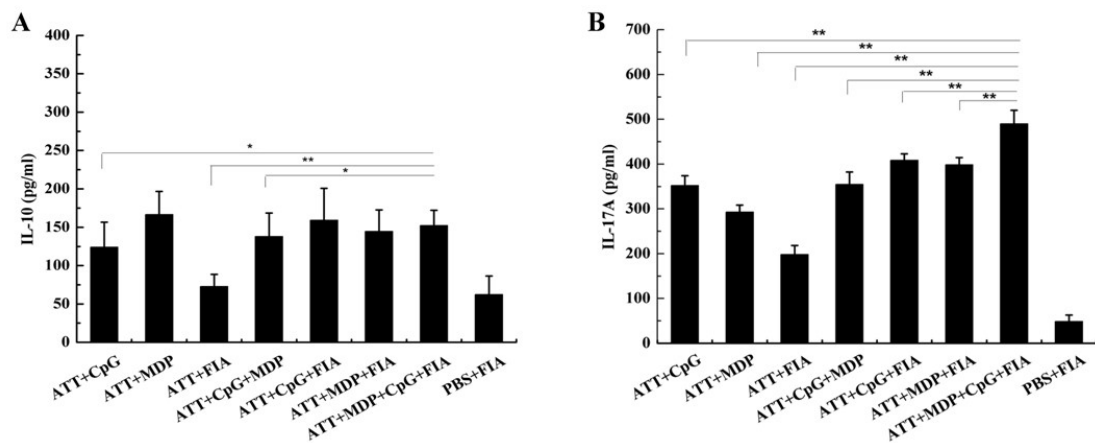 A
400
350
300
250
200
150
100
50
0
IL-10 (pg/ml)
*
**
*
ATT+CpG
ATT+MDP
ATT+FIA
ATT+CpG+MDP
ATT+CpG+FIA
ATT+MDP+FIA
ATT+MDP+CpG+FIA
PBS+FIA
B
700
600
500
400
300
200
100
0
IL-17A (pg/ml)
**
**
**
**
**
**
ATT+CpG
ATT+MDP
ATT+FIA
ATT+CpG+MDP
ATT+CpG+FIA
ATT+MDP+FIA
ATT+MDP+CpG+FIA
PBS+FIA